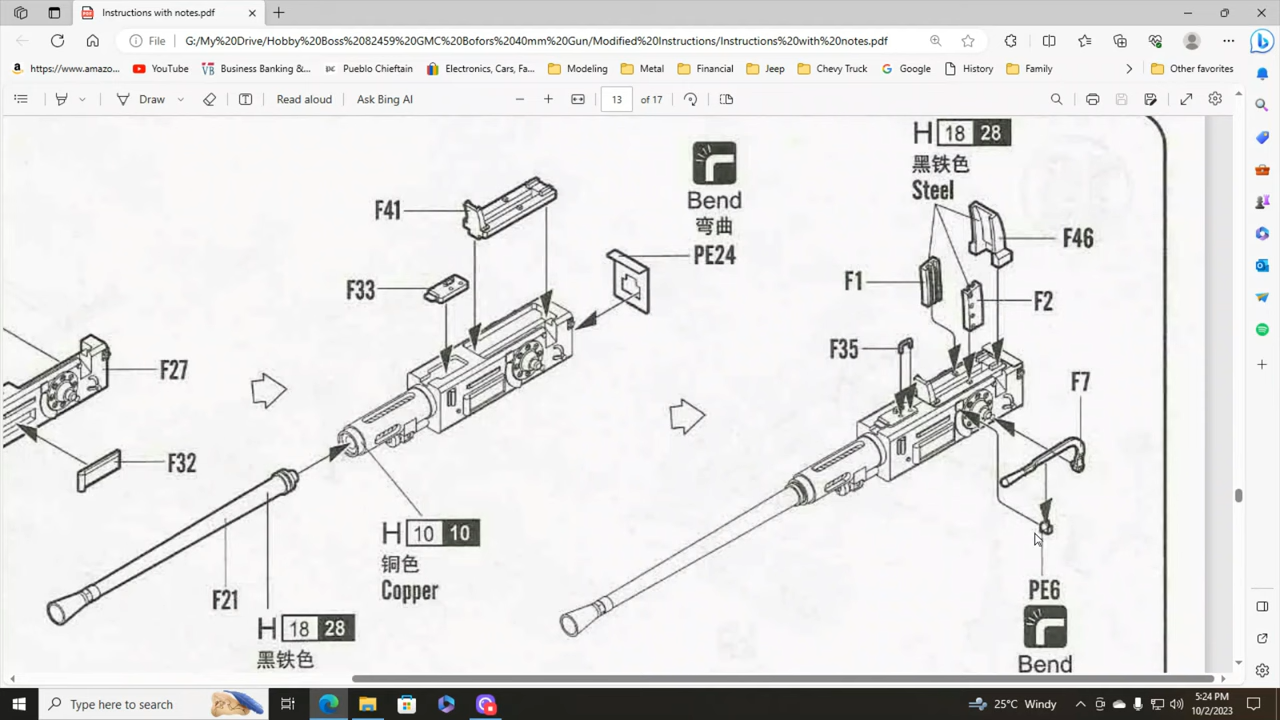 Instructions with notes.pdf
File
G:/My%20Drive/Hobby%20Boss%2082459%20GMC%20Bofors%2040mm%20Gun/Modified%20Instructions/Instructions%20with%20notes.pdf
https://www.amazo...
YouTube
Business Banking &...
Pueblo Chieftain
Electronics, Cars, Fa...
Modeling
Metal
Financial
Jeep
Chevy Truck
Google
History
Family
Other favorites
Draw
Read aloud
Ask Bing AI
13
of 17
H 18 28
黑铁色
Steel
Bend
弯曲
PE24
F41
F33
F46
F1
F2
F35
F7
F27
F32
H 10 10
铜色
Copper
F21
H 18 28
黑铁色
PE6
Bend
Type here to search
25°C Windy
5:24 PM
10/2/2023